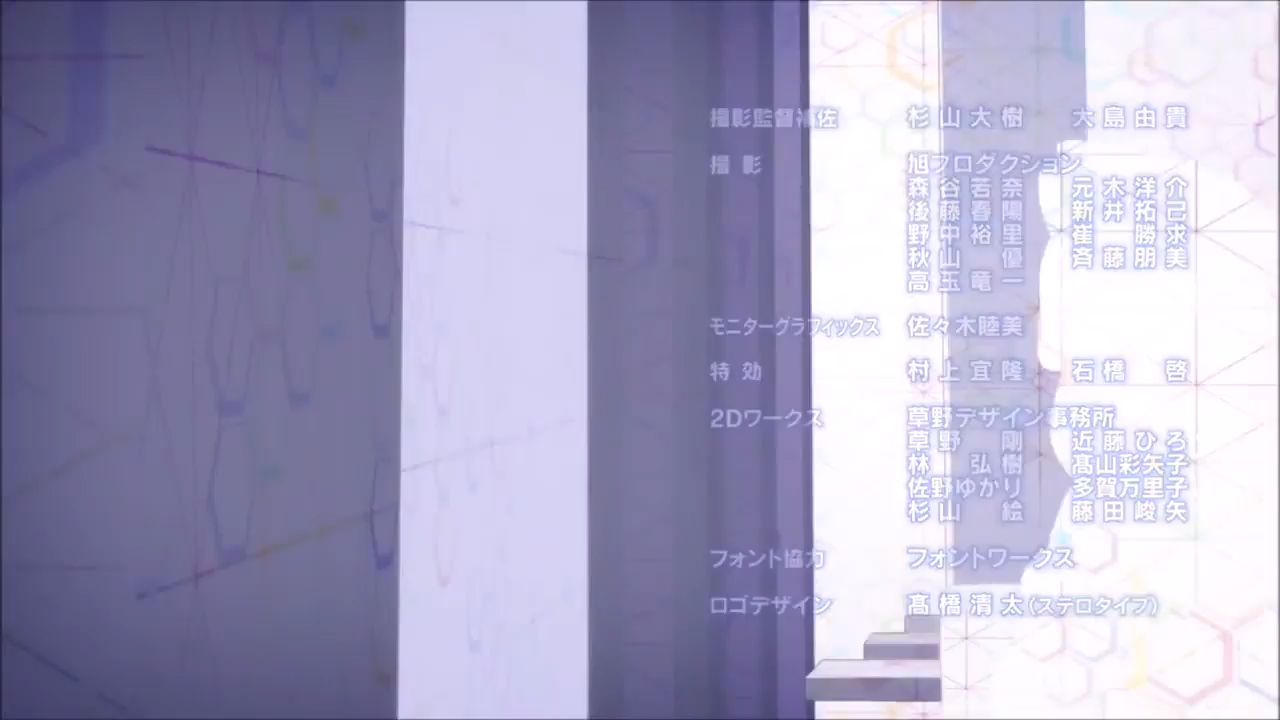 撮影監督補佐 杉山大樹 大島由貴
撮影 旭プロダクション
森谷若奈 元木洋介
後藤春陽 新井拓己
野中裕里 崔勝求
秋山優 斉藤朋美
高玉竜一
モニターグラフィックス 佐々木睦美
特効 村上宜隆 石橋啓
2Dワークス 草野デザイン事務所
草野剛 近藤ひろ
林弘樹 髙山彩矢子
佐野ゆかり 多賀万里子
杉山絵 藤田峻矢
フォント協力 フォントワークス
ロゴデザイン 髙橋清太(ステロタイプ)